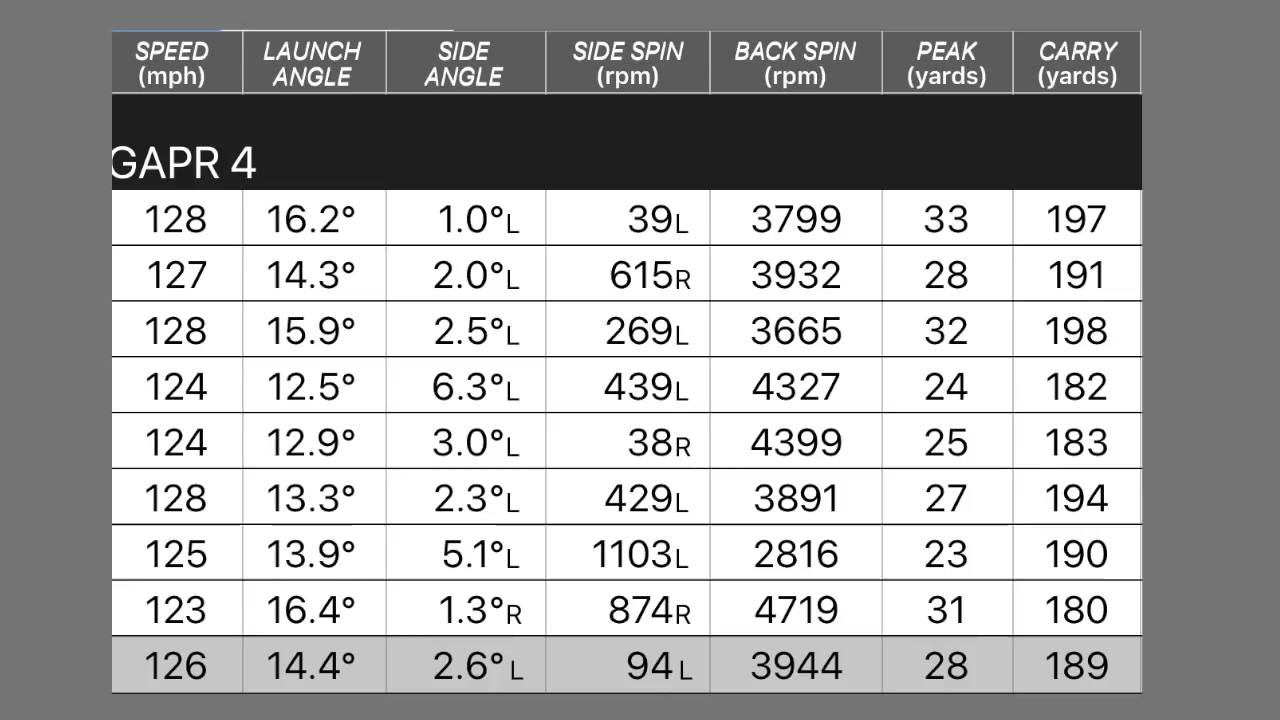 SPEED (mph) LAUNCH ANGLE SIDE ANGLE SIDE SPIN (rpm) BACK SPIN (rpm) PEAK (yards) CARRY (yards)
GAPR 4
128 16.2° 1.0°L 39L 3799 33 197
127 14.3° 2.0°L 615R 3932 28 191
128 15.9° 2.5°L 269L 3665 32 198
124 12.5° 6.3°L 439L 4327 24 182
124 12.9° 3.0°L 38R 4399 25 183
128 13.3° 2.3°L 429L 3891 27 194
125 13.9° 5.1°L 1103L 2816 23 190
123 16.4° 1.3°R 874R 4719 31 180
126 14.4° 2.6° L 94 L 3944 28 189